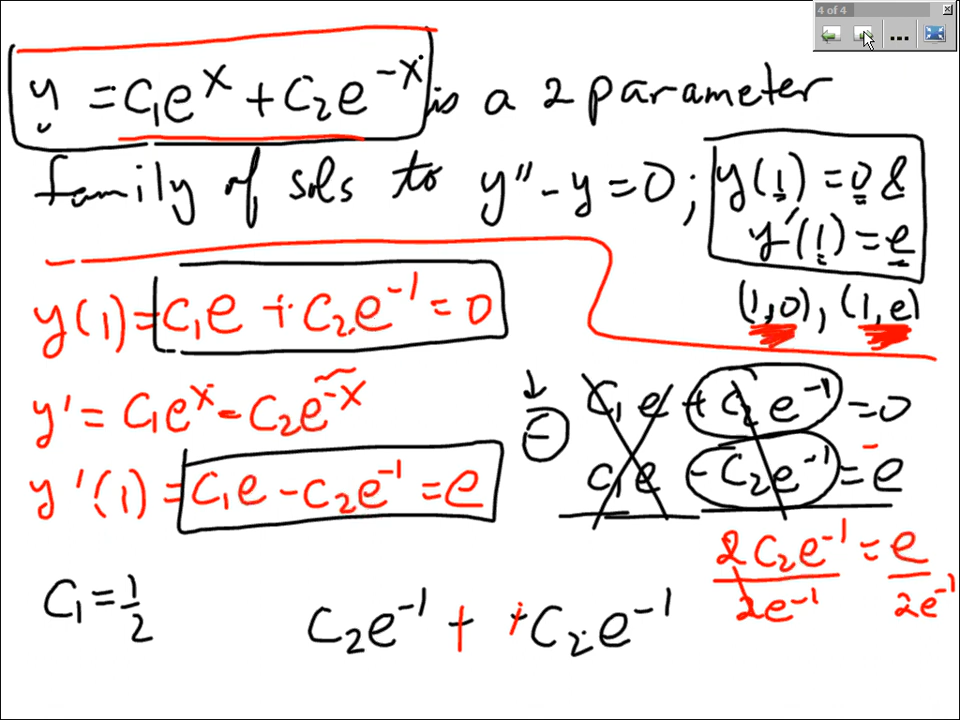 4 of 4
y = c₁eˣ + c₂e⁻ˣ is a 2 parameter
family of sols to y'' - y = 0; y(1) = 0 &
y'(1) = e
(1,0), (1,e)
y(1) = c₁e + c₂e⁻¹ = 0
y' = c₁eˣ - c₂e⁻ˣ
y'(1) = c₁e - c₂e⁻¹ = e
↓
⊖
c₁e + c₂e⁻¹ = 0
c₁e - c₂e⁻¹ = -e
2c₂e⁻¹ = e
2e⁻¹ 2e⁻¹
c₁ = 1/2
c₂e⁻¹ + +c₂e⁻¹